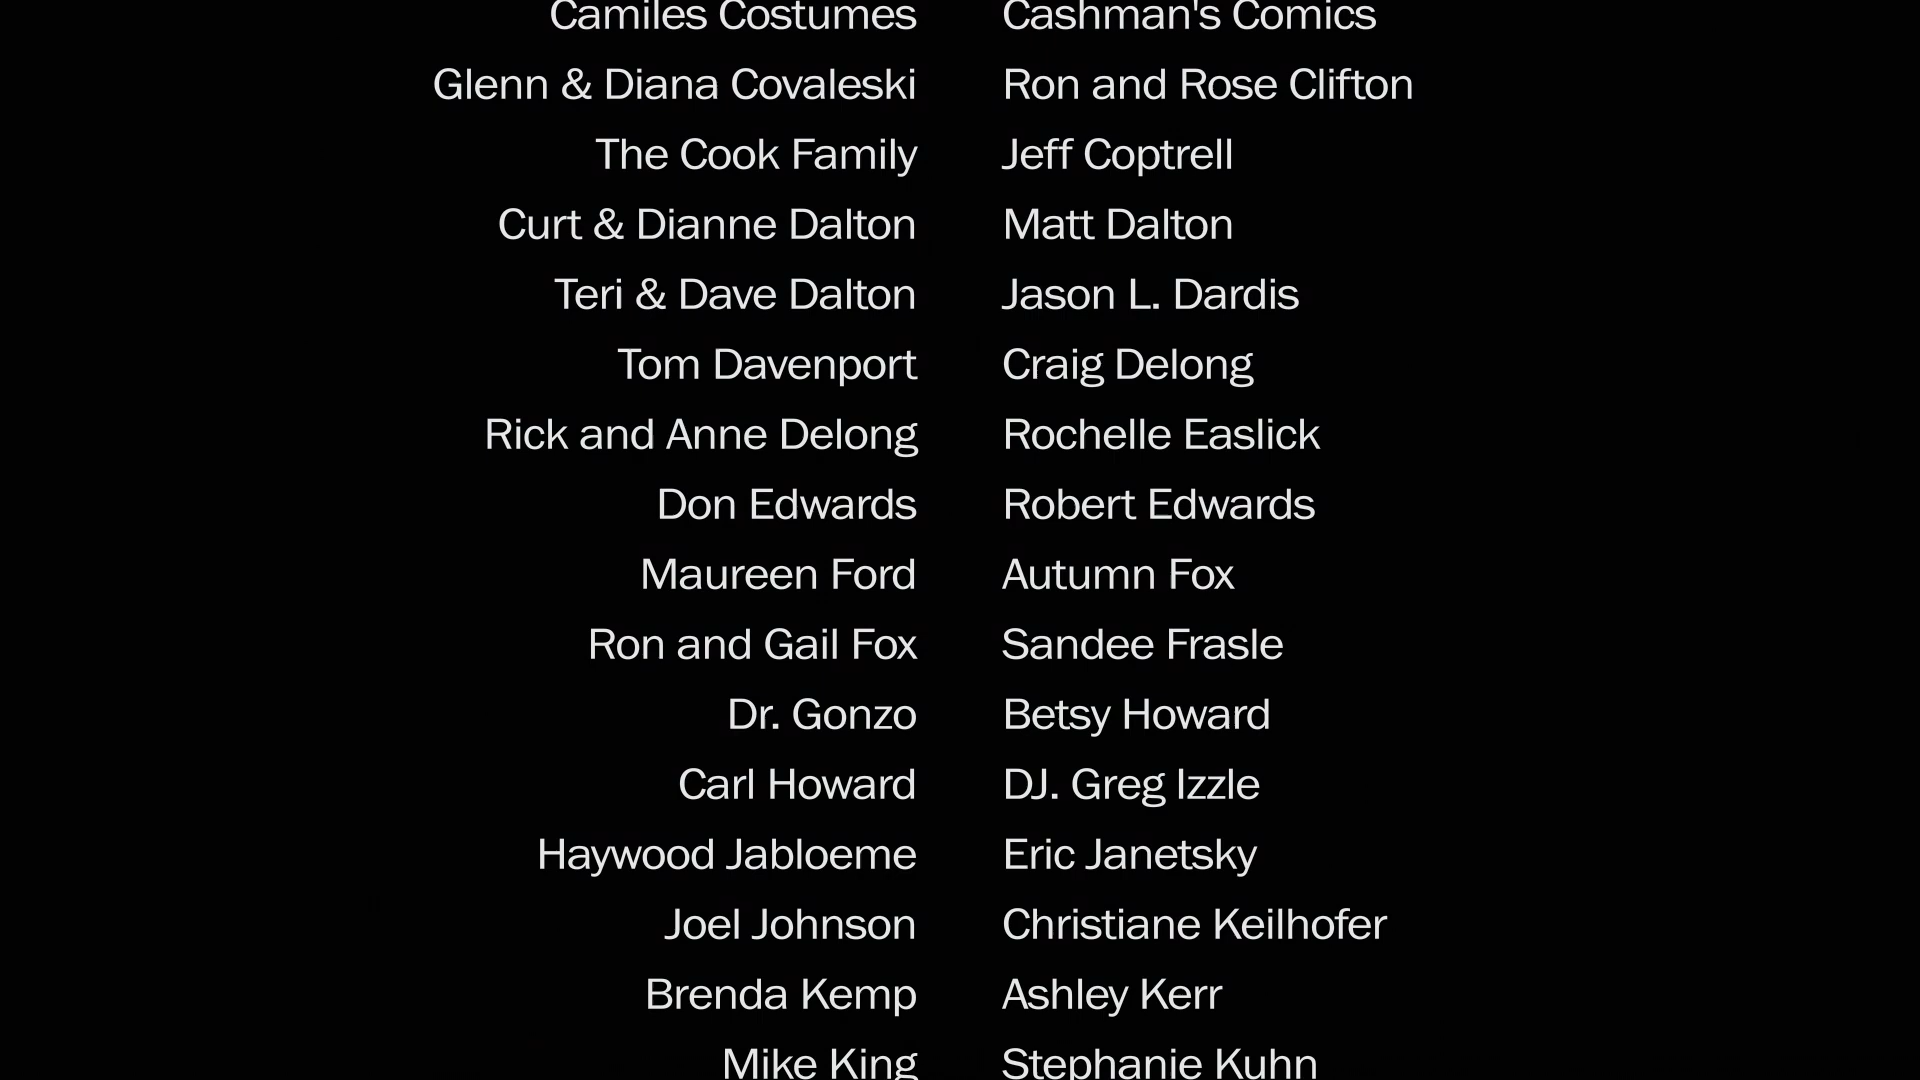 Camiles Costumes Cashman's Comics
Glenn & Diana Covaleski Ron and Rose Clifton
The Cook Family Jeff Coptrell
Curt & Dianne Dalton Matt Dalton
Teri & Dave Dalton Jason L. Dardis
Tom Davenport Craig Delong
Rick and Anne Delong Rochelle Easlick
Don Edwards Robert Edwards
Maureen Ford Autumn Fox
Ron and Gail Fox Sandee Frasle
Dr. Gonzo Betsy Howard
Carl Howard DJ. Greg Izzle
Haywood Jabloeme Eric Janetsky
Joel Johnson Christiane Keilhofer
Brenda Kemp Ashley Kerr
Mike King Stephanie Kuhn